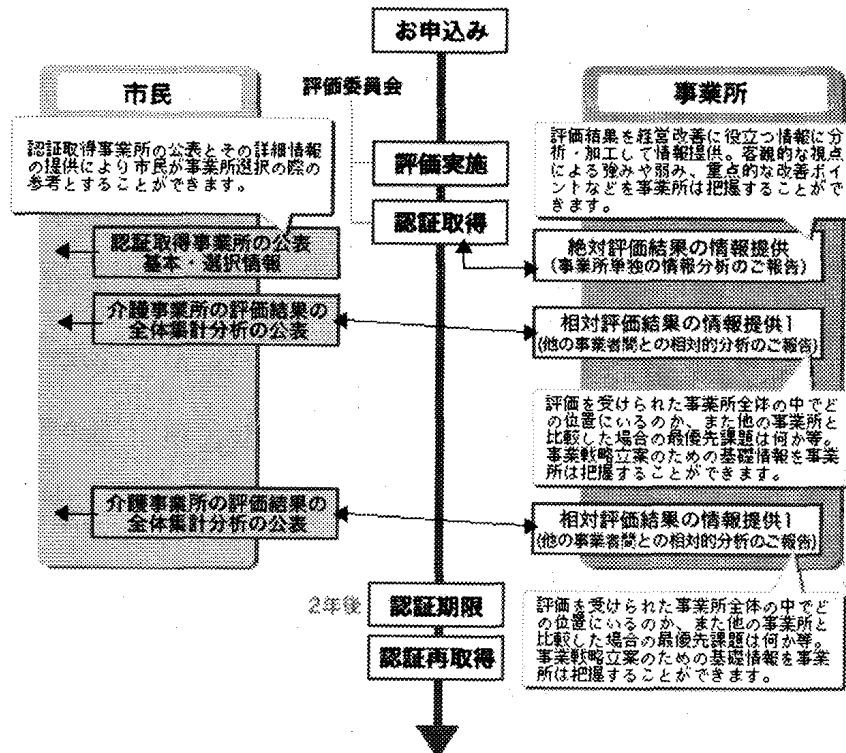 お申込み
市民
評価委員会
事業所
認証取得事業所の公表とその詳細情報
の提供により市民が事業所選択の際の
参考とすることができます。
評価実施
評価結果を経営改善に役立つ情報に分
析・加工して情報提供。客観的な視点
による強みや弱み、重点的な改善ポイ
ントなどを事業所は把握することがで
きます。
認証取得
認証取得事業所の公表
基本・選択情報
絶対評価結果の情報提供
(事業所単独の情報分析のご報告)
介護事業所の評価結果の
全体集計分析の公表
相対評価結果の情報提供1
(他の事業者間との相対的分析のご報告)
評価を受けられた事業所全体の中でど
の位置にいるのか、また他の事業所と
比較した場合の最優先課題は何か等。
事業戦略立案のための基礎情報を事業
所は把握することができます。
介護事業所の評価結果の
全体集計分析の公表
相対評価結果の情報提供1
(他の事業者間との相対的分析のご報告)
2年後
認証期限
評価を受けられた事業所全体の中でど
の位置にいるのか、また他の事業所と
比較した場合の最優先課題は何か等。
事業戦略立案のための基礎情報を事業
所は把握することができます。
認証再取得